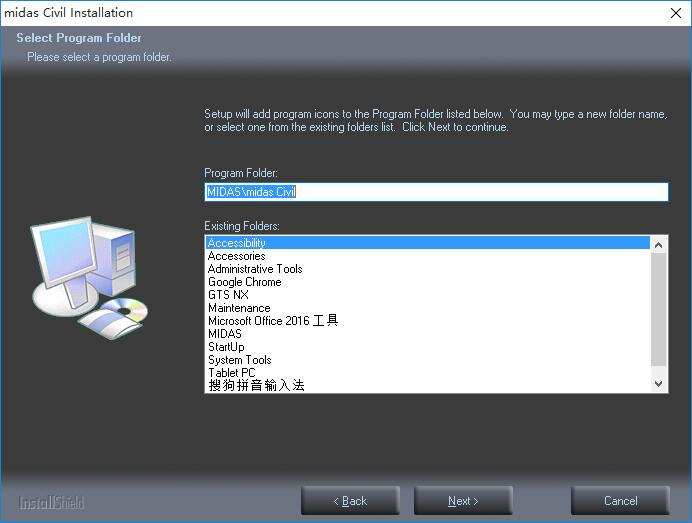 midas Civil Installation
Select Program Folder
Please select a program folder.
Setup will add program icons to the Program Folder listed below. You may type a new folder name,
or select one from the existing folders list. Click Next to continue.
Program Folder:
MIDAS\midas Civil
Existing Folders:
Accessibility
Accessories
Administrative Tools
Google Chrome
GTS NX
Maintenance
Microsoft Office 2016 工具
MIDAS
StartUp
System Tools
Tablet PC
搜狗拼音输入法
InstallShield
< Back
Next >
Cancel